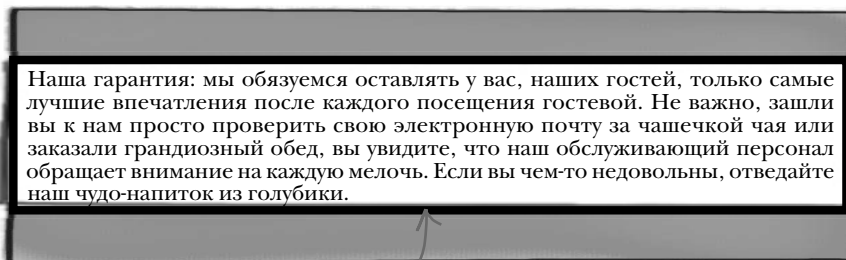 Наша гарантия: мы обязуемся оставлять у вас, наших гостей, только самые
лучшие впечатления после каждого посещения гостевой. Не важно, зашли
вы к нам просто проверить свою электронную почту за чашечкой чая или
заказали грандиозный обед, вы увидите, что наш обслуживающий персонал
обращает внимание на каждую мелочь. Если вы чем-то недовольны, отведайте
наш чудо-напиток из голубики.